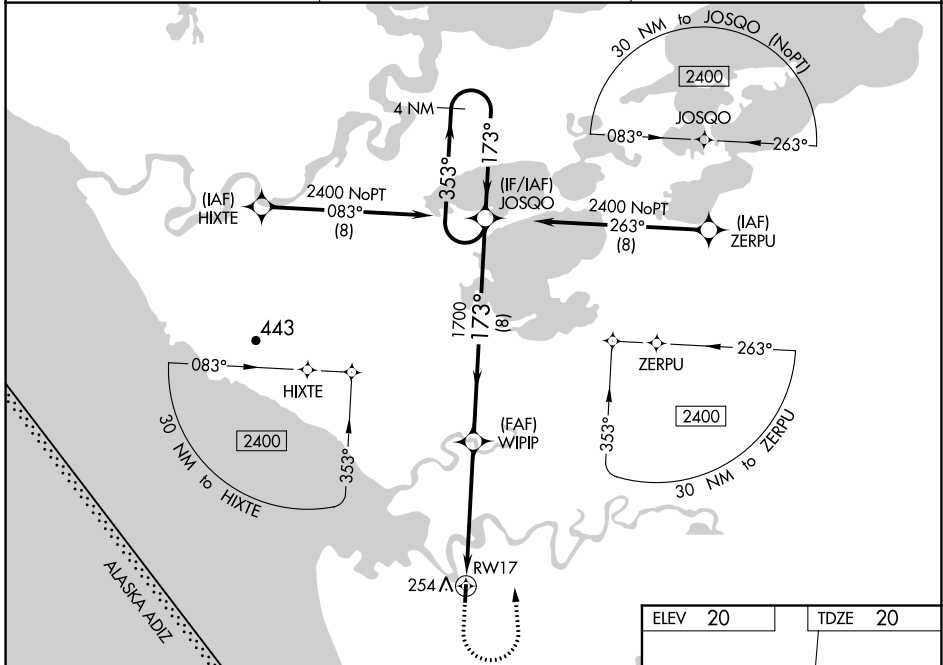 30 NM to JOSQO (NoPT)
2400
JOSQO
083°
263°
4 NM
353°
173°
(IF/IAF)
JOSQO
(IAF)
HIXTE
2400 NoPT
083°
(8)
2400 NoPT
263°
(8)
(IAF)
ZERPU
1700
173°
(8)
443
083°
HIXTE
2400
353°
30 NM to HIXTE
263°
ZERPU
2400
353°
30 NM to ZERPU
(FAF)
WIPIP
RW17
254
ALASKA ADIZ
ELEV 20
TDZE 20